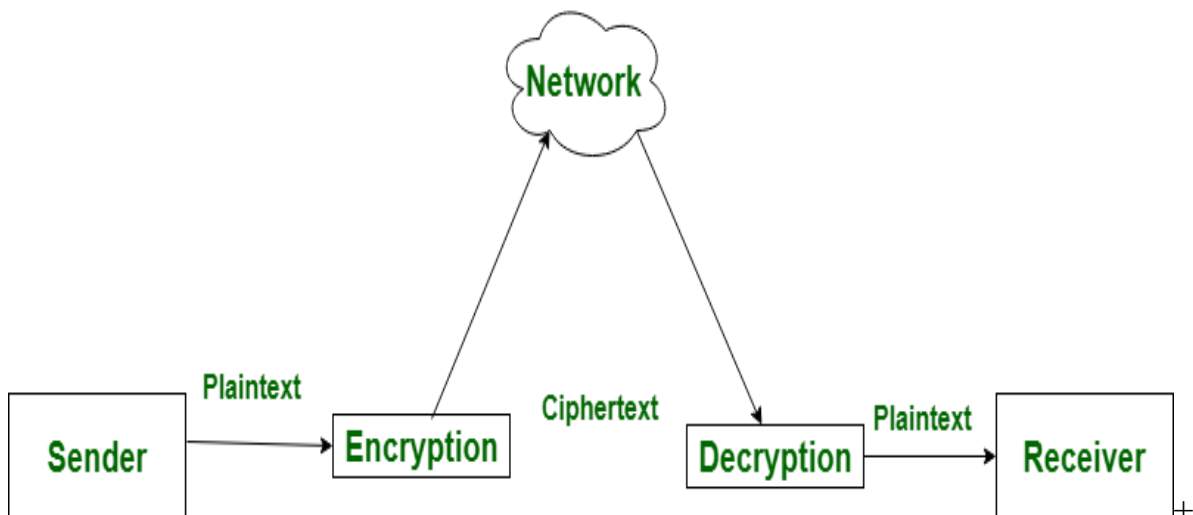 Network
Plaintext
Sender
Encryption
Ciphertext
Decryption
Plaintext
Receiver